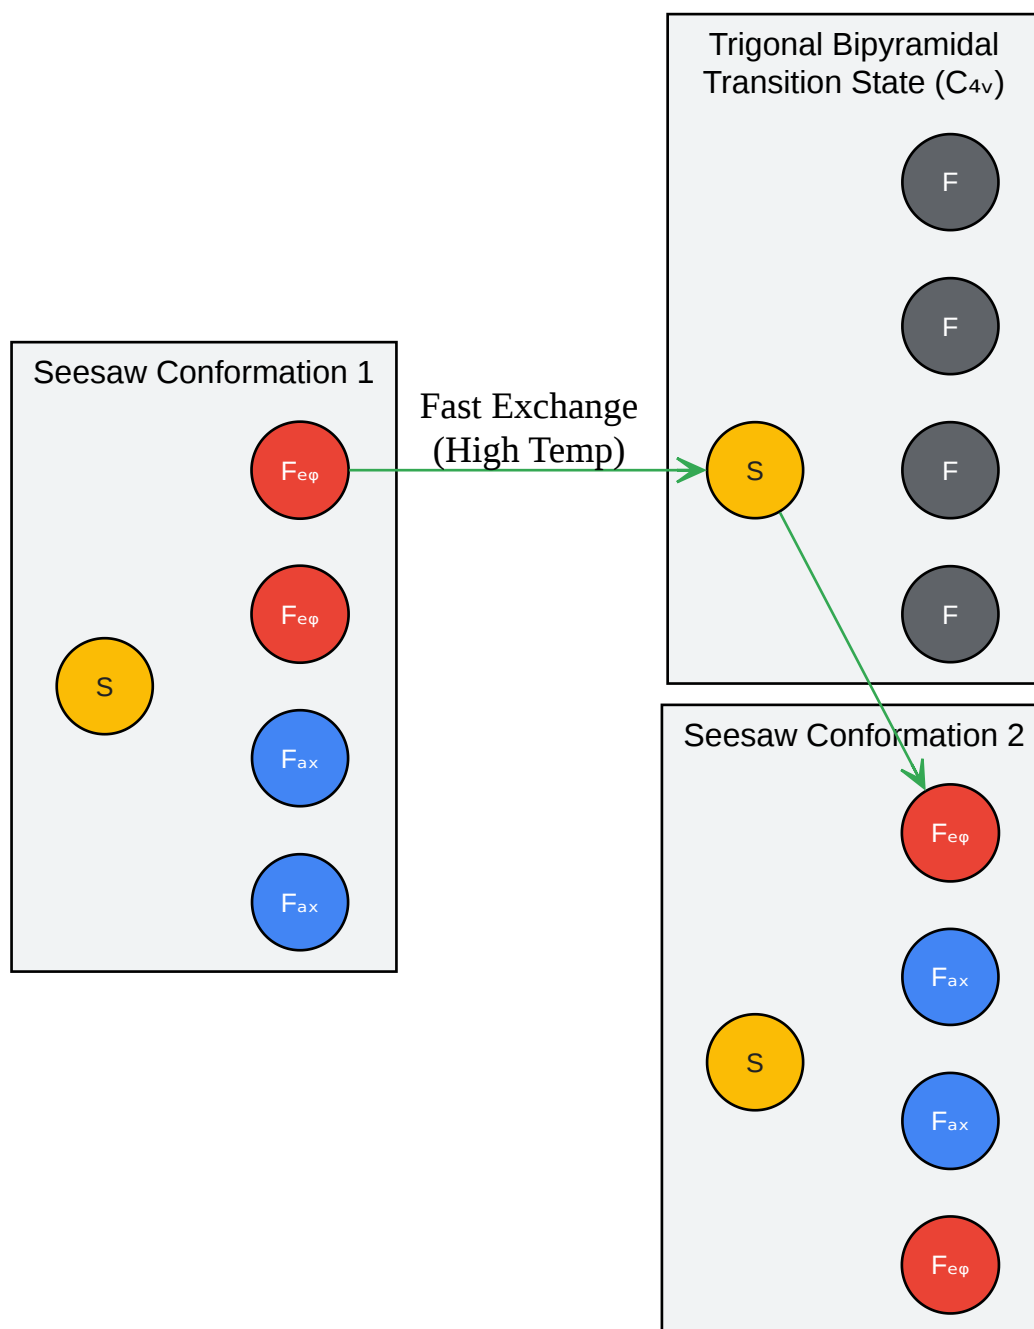 Trigonal Bipyramidal
Transition State (C₄ᵥ)
F
F
F
S
F
Seesaw Conformation 1
Fₑᵩ
Fₑᵩ
S
Fₐₓ
Fₐₓ
Fast Exchange
(High Temp)
Seesaw Conformation 2
Fₑᵩ
Fₐₓ
S
Fₐₓ
Fₑᵩ